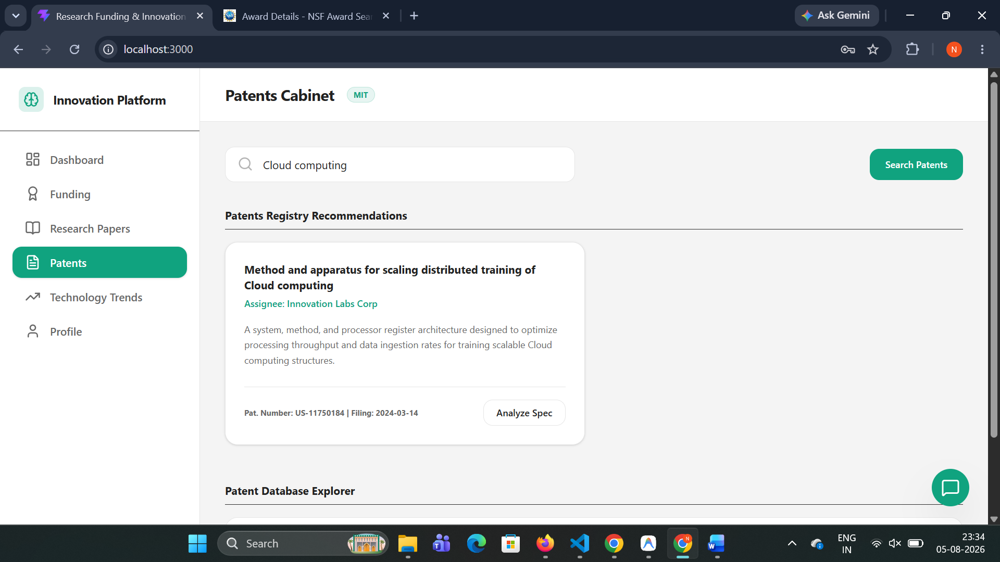 Research Funding & Innovation
Award Details - NSF Award Sear
Ask Gemini
localhost:3000
N
Innovation Platform
Patents Cabinet
MIT
Dashboard
Funding
Research Papers
Patents
Technology Trends
Profile
Cloud computing
Search Patents
Patents Registry Recommendations
Method and apparatus for scaling distributed training of
Cloud computing
Assignee: Innovation Labs Corp
A system, method, and processor register architecture designed to optimize
processing throughput and data ingestion rates for training scalable Cloud
computing structures.
Pat. Number: US-11750184 | Filing: 2024-03-14
Analyze Spec
Patent Database Explorer
Search
ENG
IN
23:34
05-08-2026